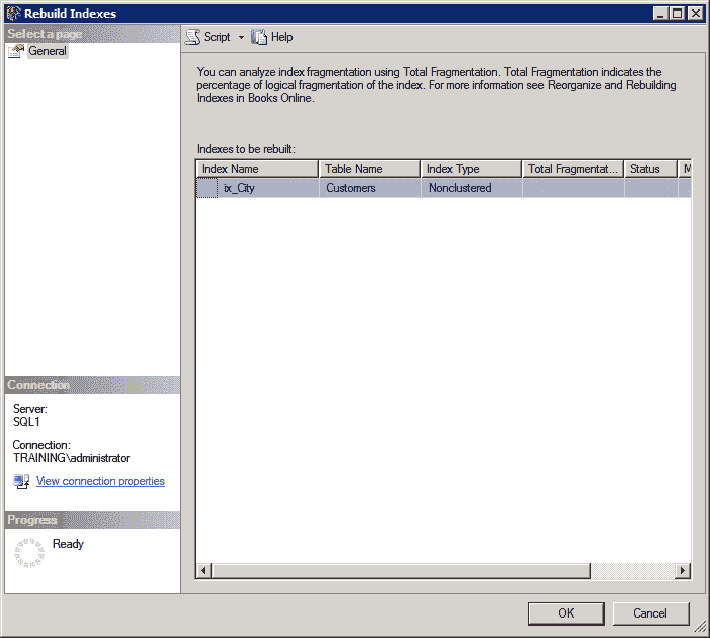 Rebuild Indexes
Select a page
General
Script
Help
You can analyze index fragmentation using Total Fragmentation. Total Fragmentation indicates the
percentage of logical fragmentation of the index. For more information see Reorganize and Rebuilding
Indexes in Books Online.
Indexes to be rebuilt:
Index Name Table Name Index Type Total Fragmentat... Status M
ix_City Customers Nonclustered
Connection
Server:
SQL1
Connection:
TRAINING\administrator
View connection properties
Progress
Ready
OK Cancel